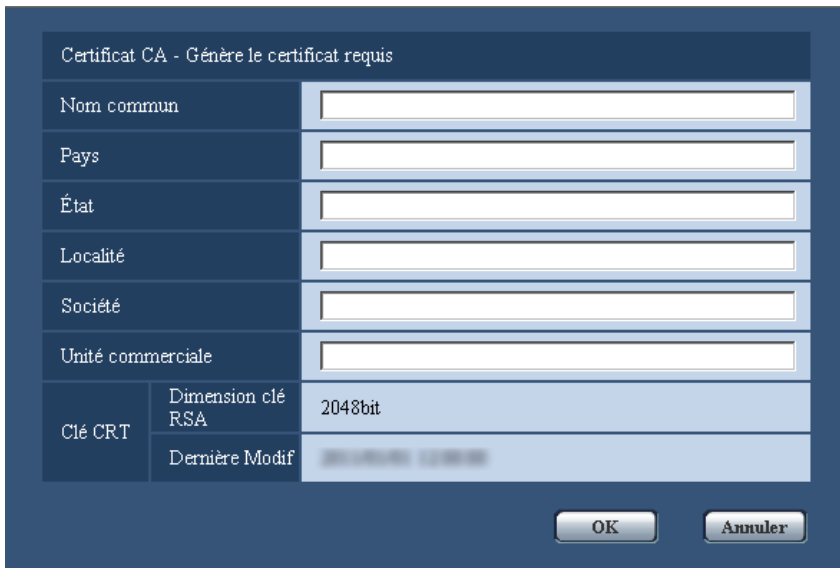 Certificat CA - Génère le certificat requis
Nom commun
Pays
État
Localité
Société
Unité commerciale
Clé CRT
Dimension clé
RSA
2048bit
Dernière Modif
OK
Annuler